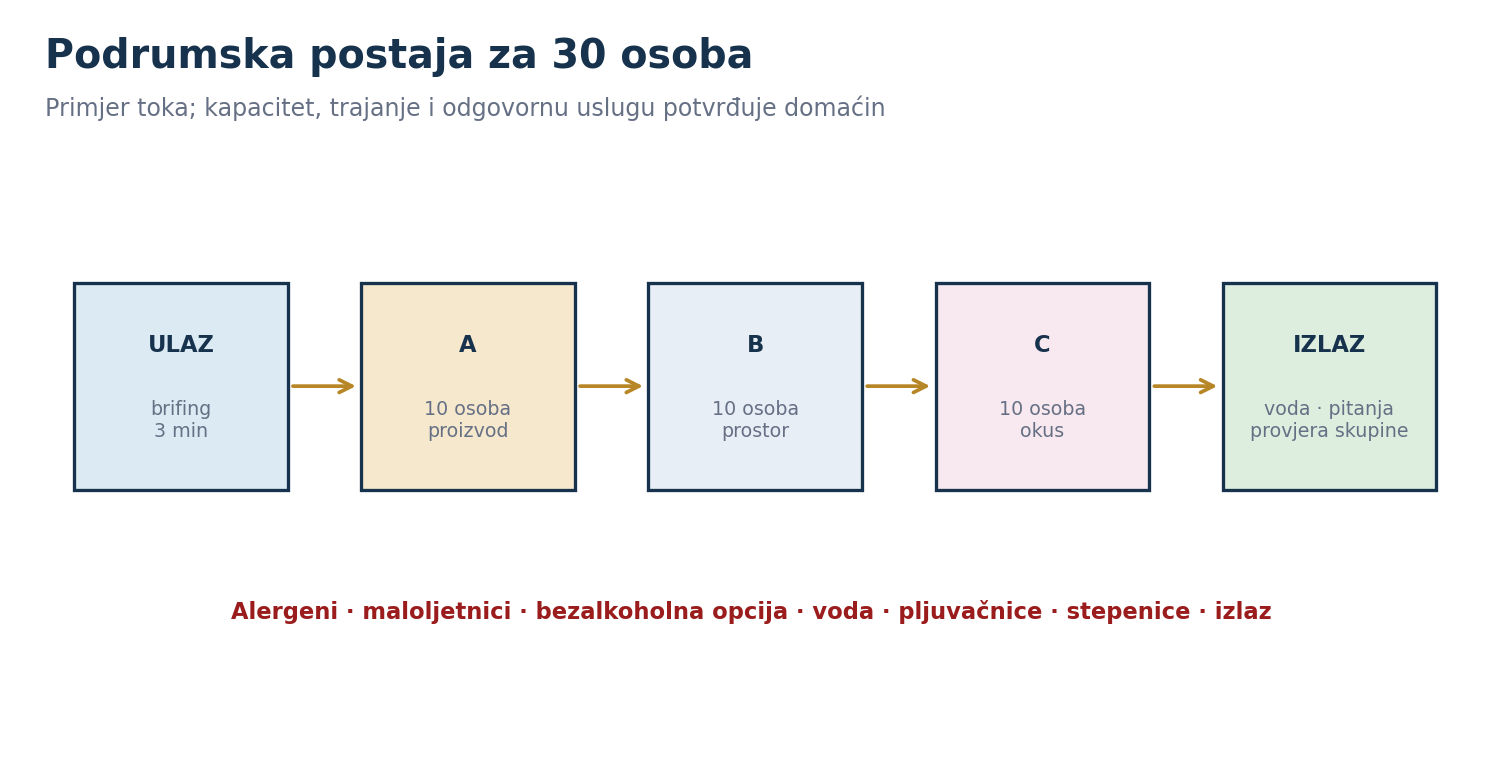 Podrumska postaja za 30 osoba
Primjer toka; kapacitet, trajanje i odgovornu uslugu potvrđuje domaćin
ULAZ
brifing
3 min
A
10 osoba
proizvod
B
10 osoba
prostor
C
10 osoba
okus
IZLAZ
voda · pitanja
provjera skupine
Alergeni · maloljetnici · bezalkoholna opcija · voda · pljuvačnice · stepenice · izlaz